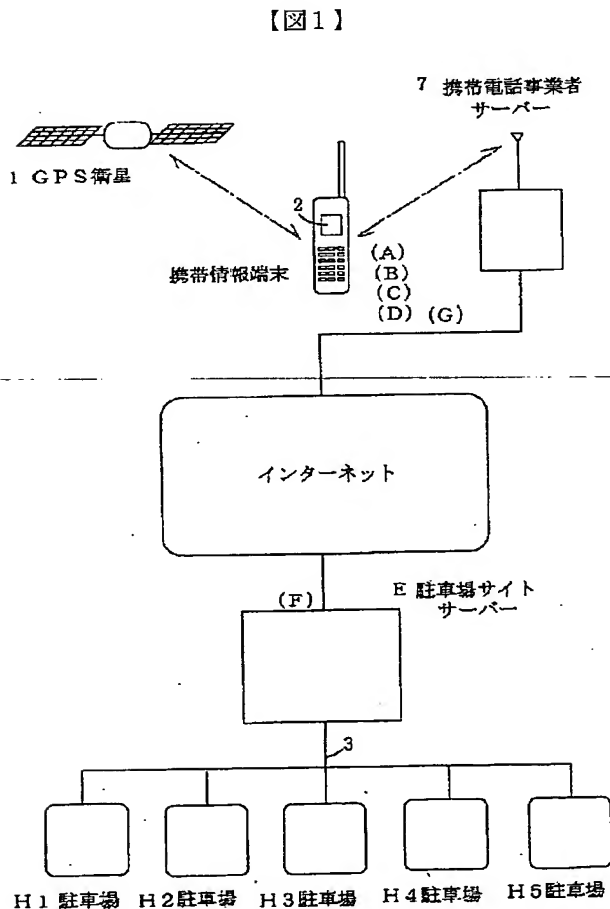 【図1】
7 携帯電話事業者
サーバー
1 GPS衛星
2
携帯情報端末
(A)
(B)
(C)
(D) (G)
インターネット
(F)
E 駐車場サイト
サーバー
3
H1駐車場 H2駐車場 H3駐車場 H4駐車場 H5駐車場